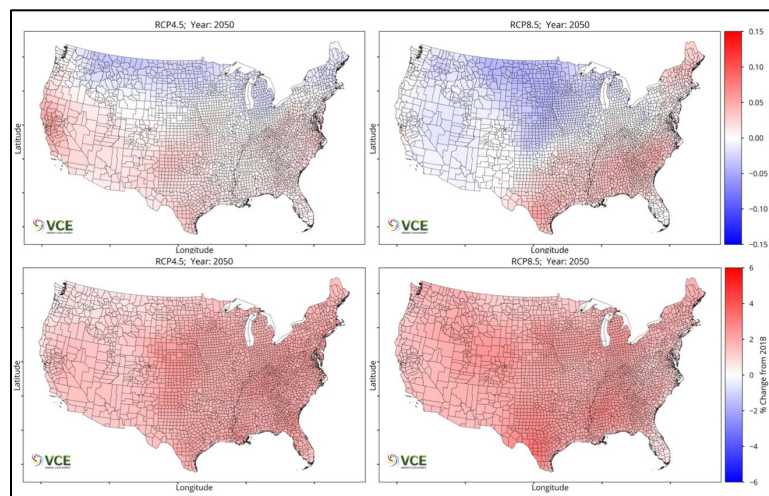 RCP4.5; Year: 2050
RCP8.5; Year: 2050
0.15
0.10
0.05
0.00
−0.05
−0.10
−0.15
Latitude
Latitude
VCE
VCE
Longitude
Longitude
RCP4.5; Year: 2050
RCP8.5; Year: 2050
6
4
2
0
−2
−4
−6
% Change from 2018
Latitude
Latitude
VCE
VCE
Longitude
Longitude